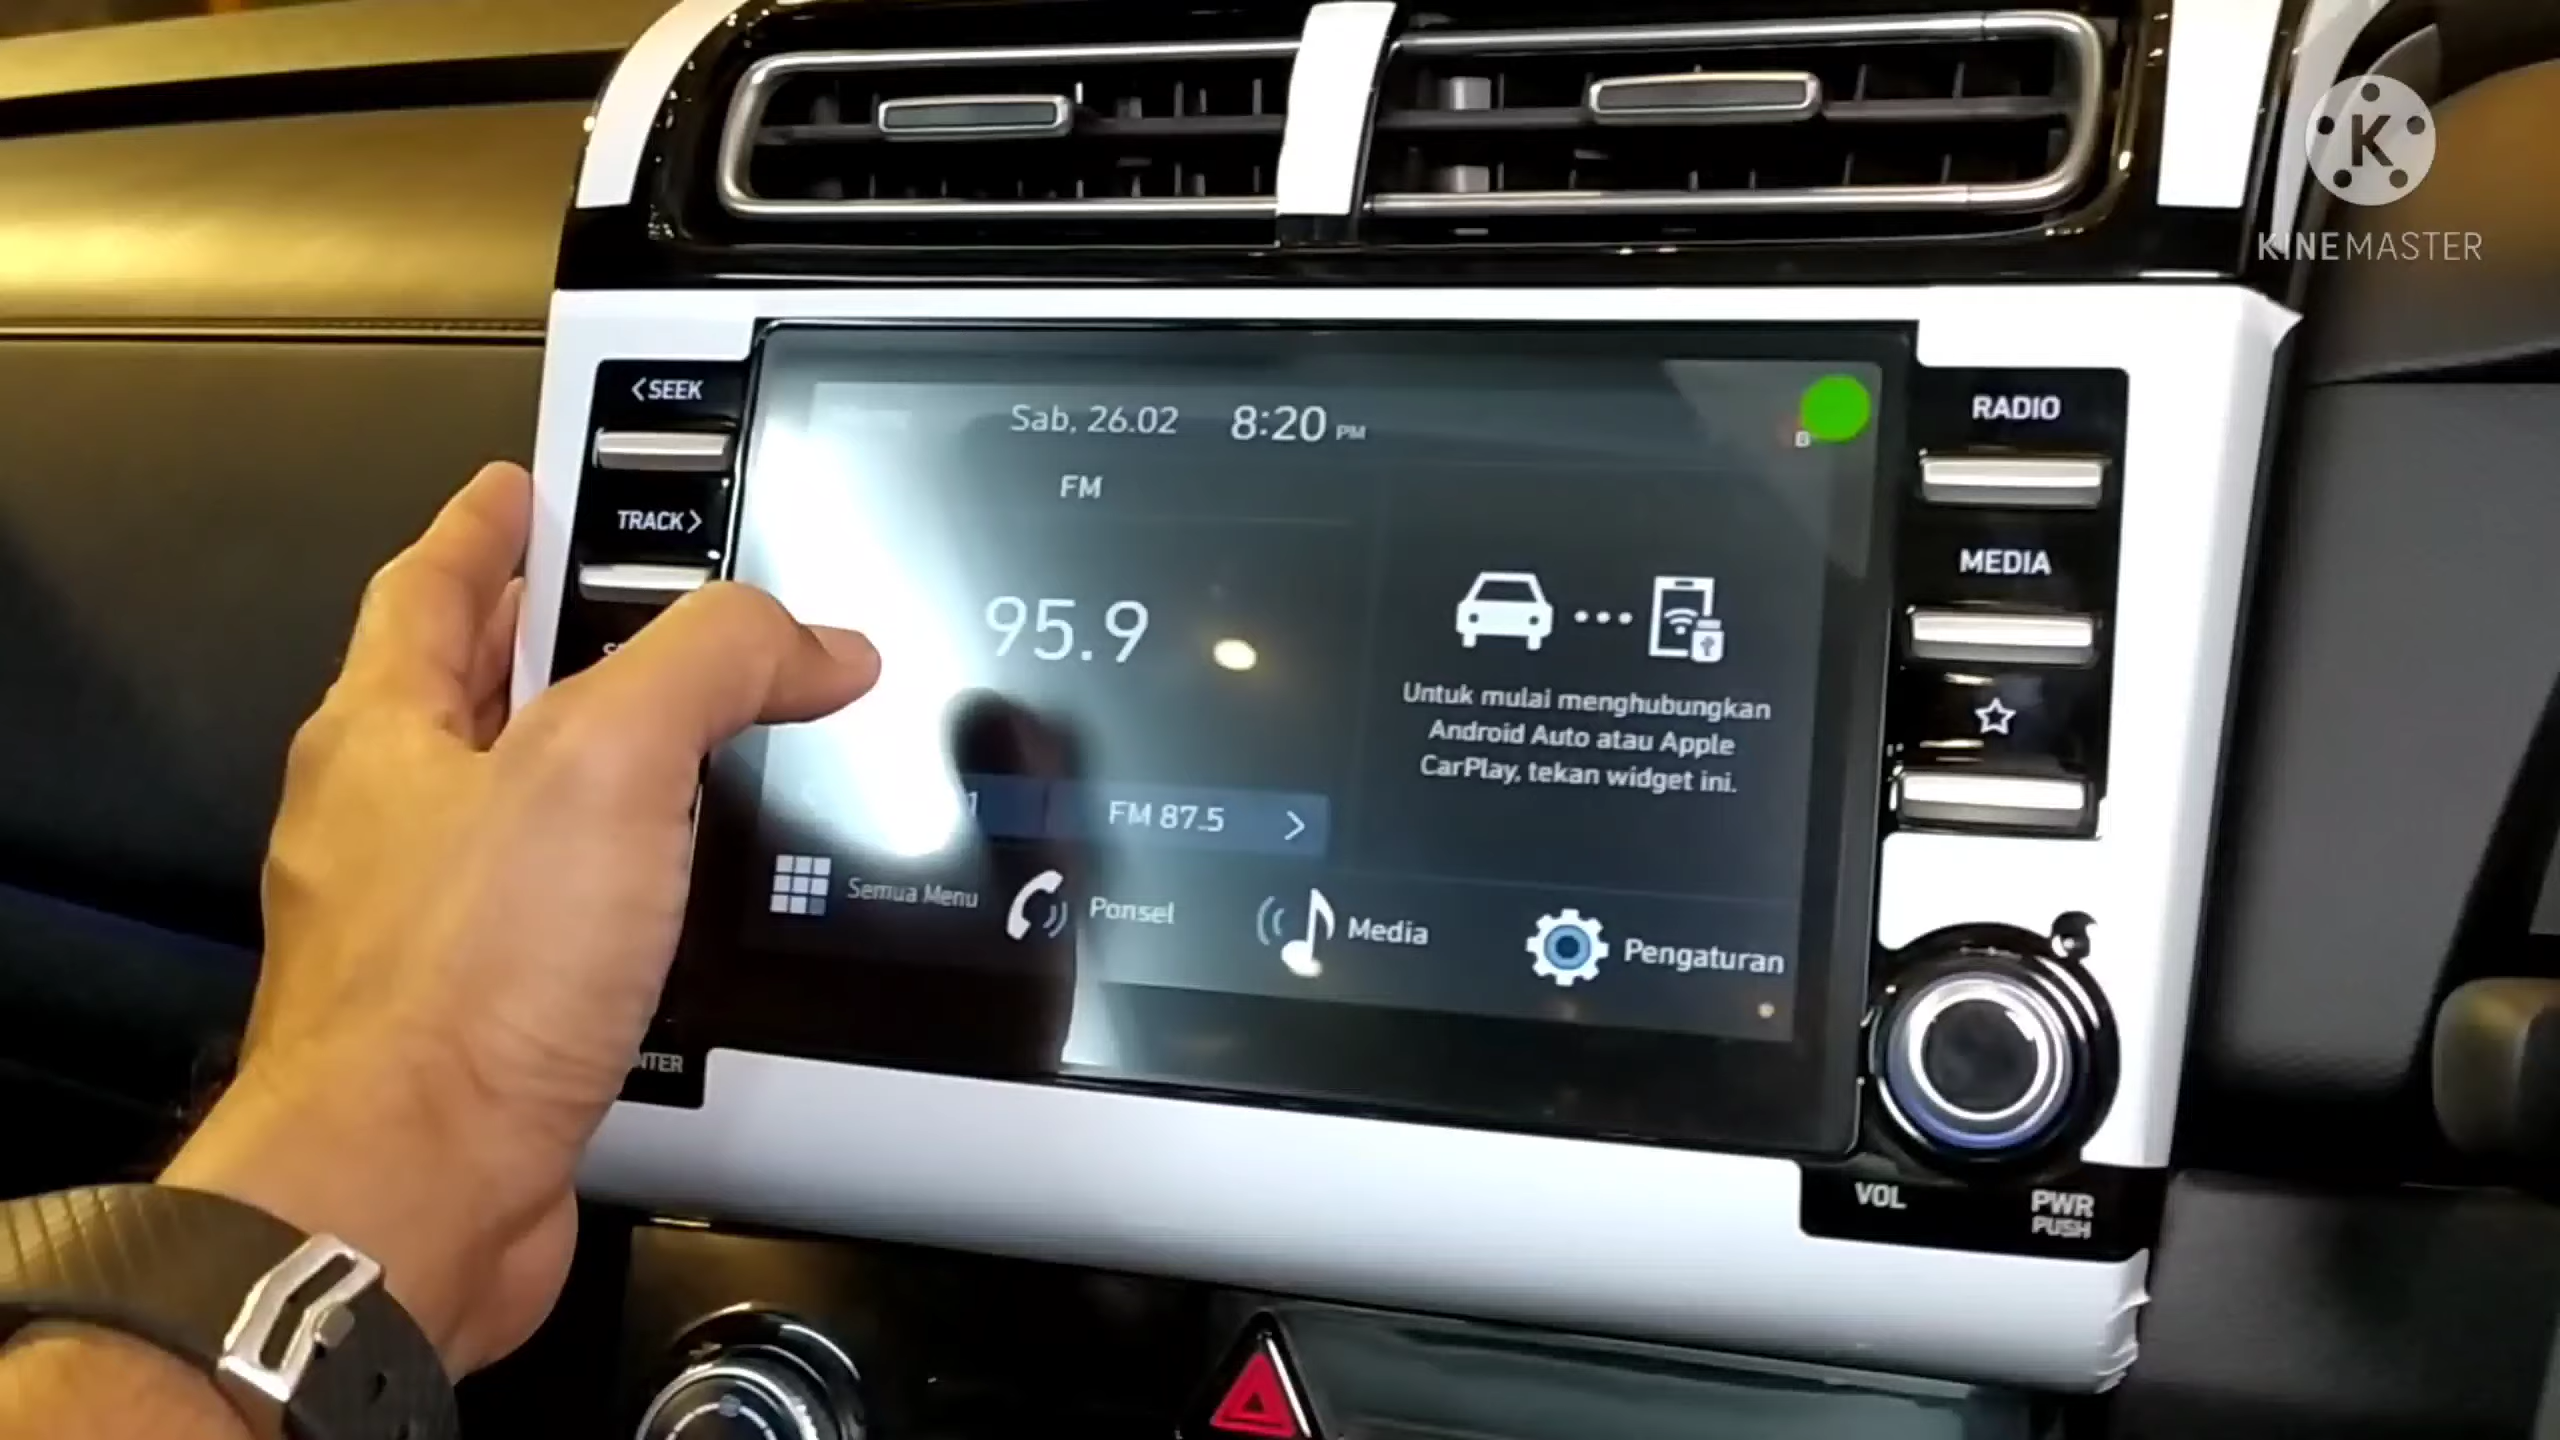 KINEMASTER
<SEEK
TRACK>
Sab, 26.02 8:20 PM
FM
95.9
FM 87.5 >
Untuk mulai menghubungkan
Android Auto atau Apple
CarPlay, tekan widget ini.
Semua Menu
Ponsel
Media
Pengaturan
RADIO
MEDIA
VOL
PWR
PUSH